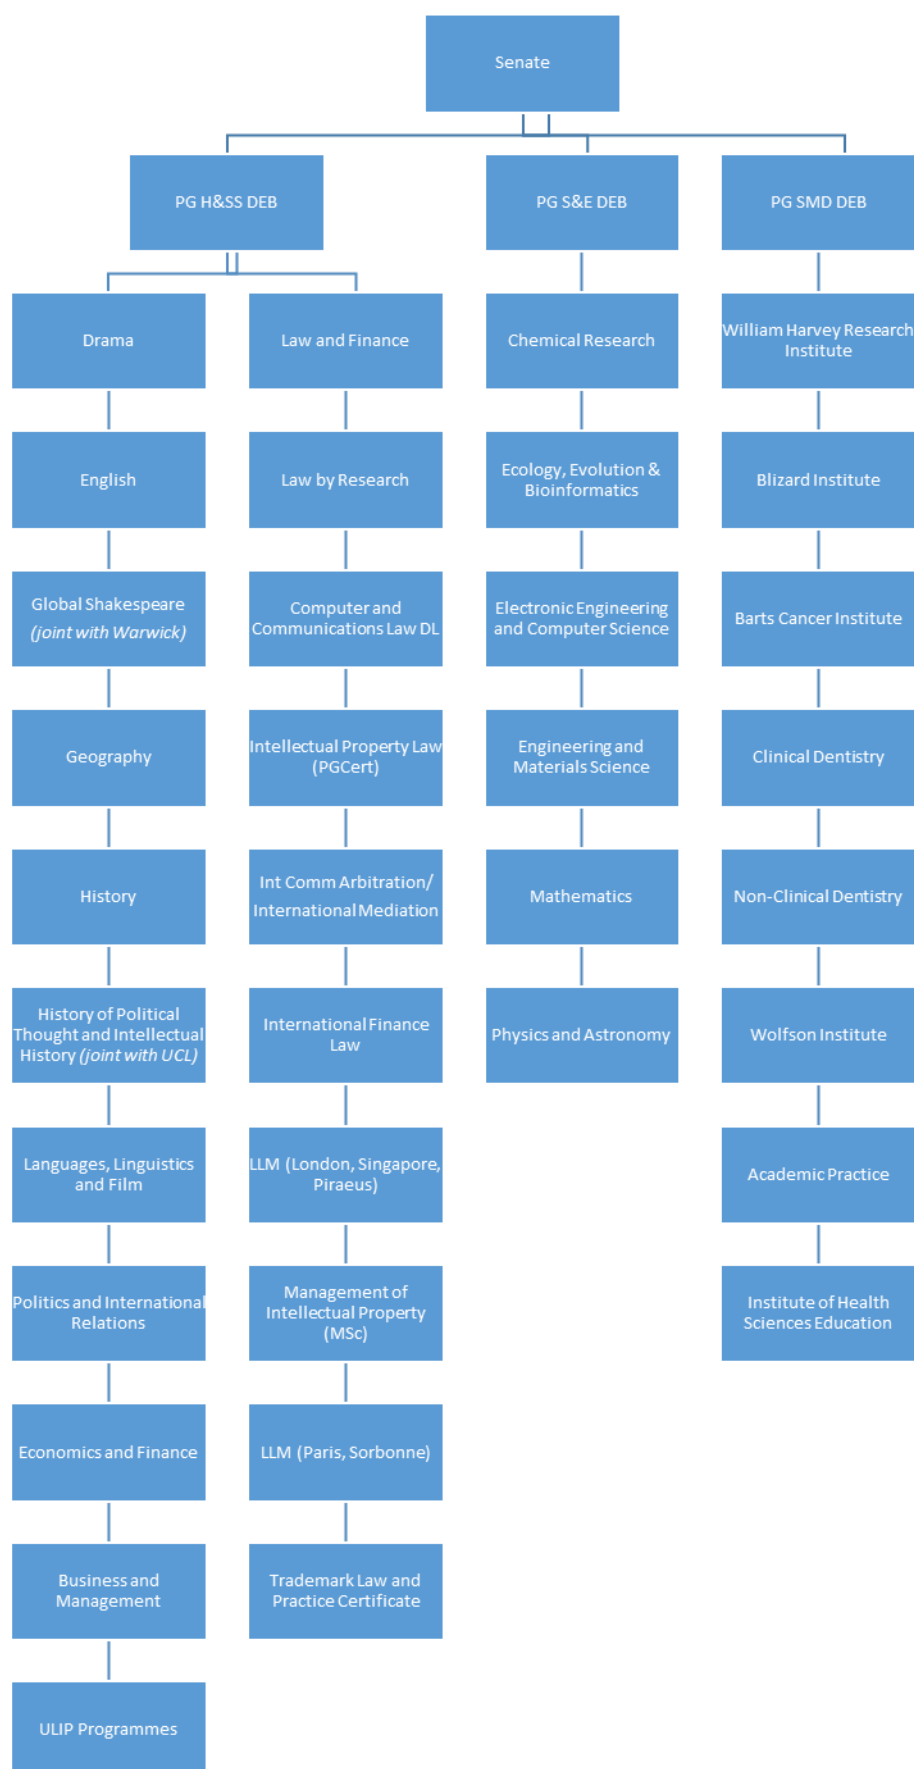 Senate
PG H&SS DEB
PG S&E DEB
PG SMD DEB
Drama
English
Global Shakespeare
(joint with Warwick)
Geography
History
History of Political
Thought and Intellectual
History (joint with UCL)
Languages, Linguistics
and Film
Politics and International
Relations
Economics and Finance
Business and
Management
ULIP Programmes
Law and Finance
Law by Research
Computer and
Communications Law DL
Intellectual Property Law
(PGCert)
Int Comm Arbitration/
International Mediation
International Finance
Law
LLM (London, Singapore,
Piraeus)
Management of
Intellectual Property
(MSc)
LLM (Paris, Sorbonne)
Trademark Law and
Practice Certificate
Chemical Research
Ecology, Evolution &
Bioinformatics
Electronic Engineering
and Computer Science
Engineering and
Materials Science
Mathematics
Physics and Astronomy
William Harvey Research
Institute
Blizard Institute
Barts Cancer Institute
Clinical Dentistry
Non-Clinical Dentistry
Wolfson Institute
Academic Practice
Institute of Health
Sciences Education